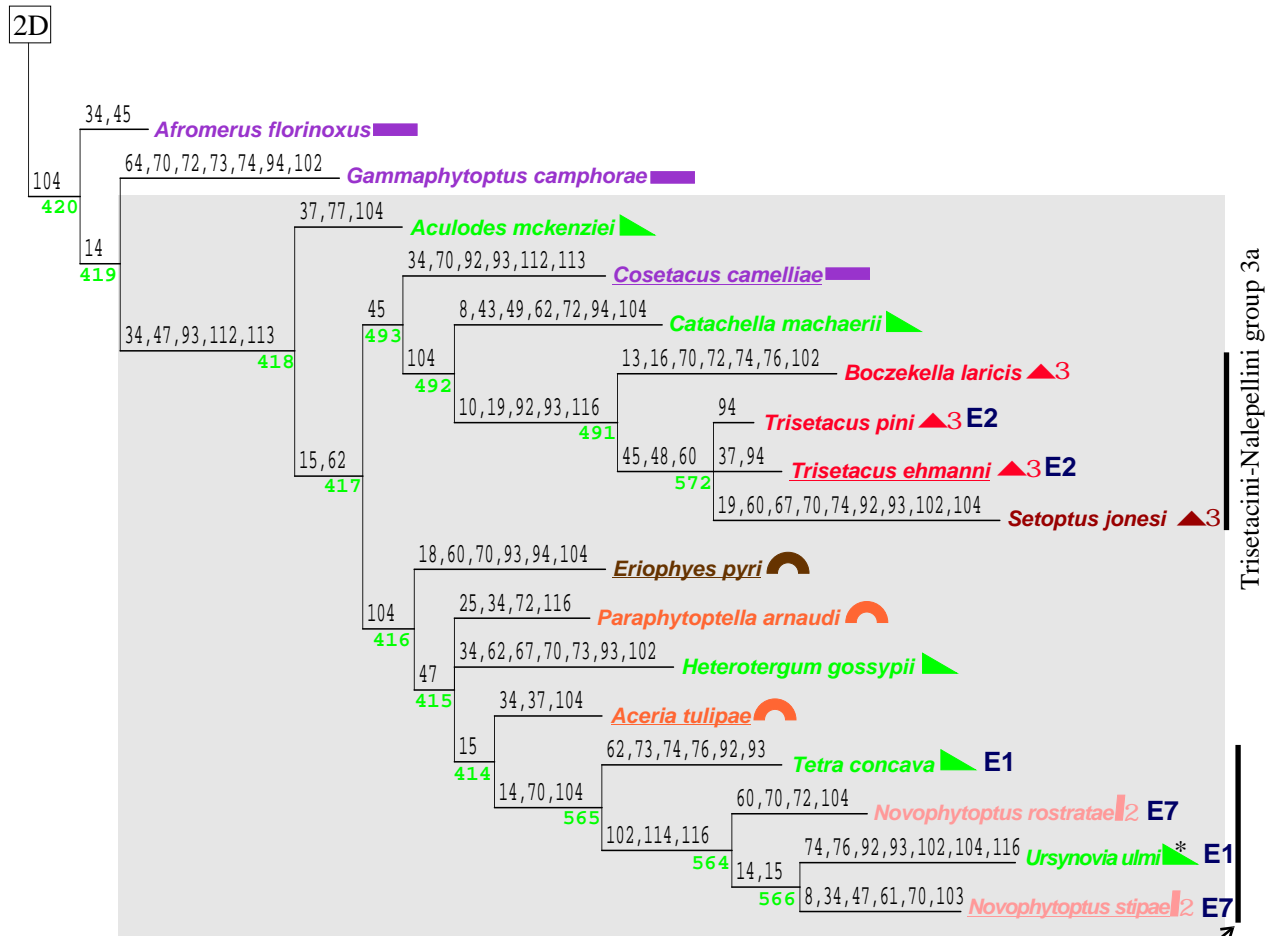 2D
34,45
Afromerus florinoxus
64,70,72,73,74,94,102
Gammaphytoptus camphorae
104
420
37,77,104
Aculodes mckenziei
14
419
34,70,92,93,112,113
Cosetacus camelliae
45
493
8,43,49,62,72,94,104
Catachella machaerii
34,47,93,112,113
418
104
492
13,16,70,72,74,76,102
Boczekella laricis 3
10,19,92,93,116
491
94
Trisetacus pini 3 E2
45,48,60
572
37,94
Trisetacus ehmanni 3 E2
15,62
417
19,60,67,70,74,92,93,102,104
Setoptus jonesi 3
Trisetacini-Nalepellini group 3a
18,60,70,93,94,104
Eriophyes pyri
104
416
25,34,72,116
Paraphytoptella arnaudi
34,62,67,70,73,93,102
Heterotergum gossypii
47
415
34,37,104
Aceria tulipae
15
414
62,73,74,76,92,93
Tetra concava E1
14,70,104
565
60,70,72,104
Novophytoptus rostratae 2 E7
102,114,116
564
74,76,92,93,102,104,116
Ursynovia ulmi * E1
14,15
566
8,34,47,61,70,103
Novophytoptus stipae 2 E7